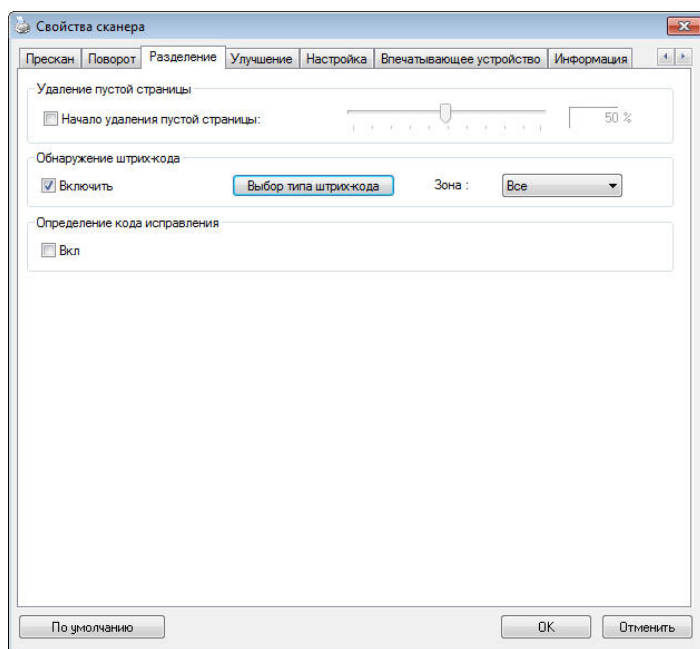 Свойства сканера
Прескан Поворот Разделение Улучшение Настройка Впечатывающее устройство Информация
Удаление пустой страницы
Начало удаления пустой страницы: 50 %
Обнаружение штрих-кода
Включить Выбор типа штрих-кода Зона : Все
Определение кода исправления
Вкл
По умолчанию OK Отменить